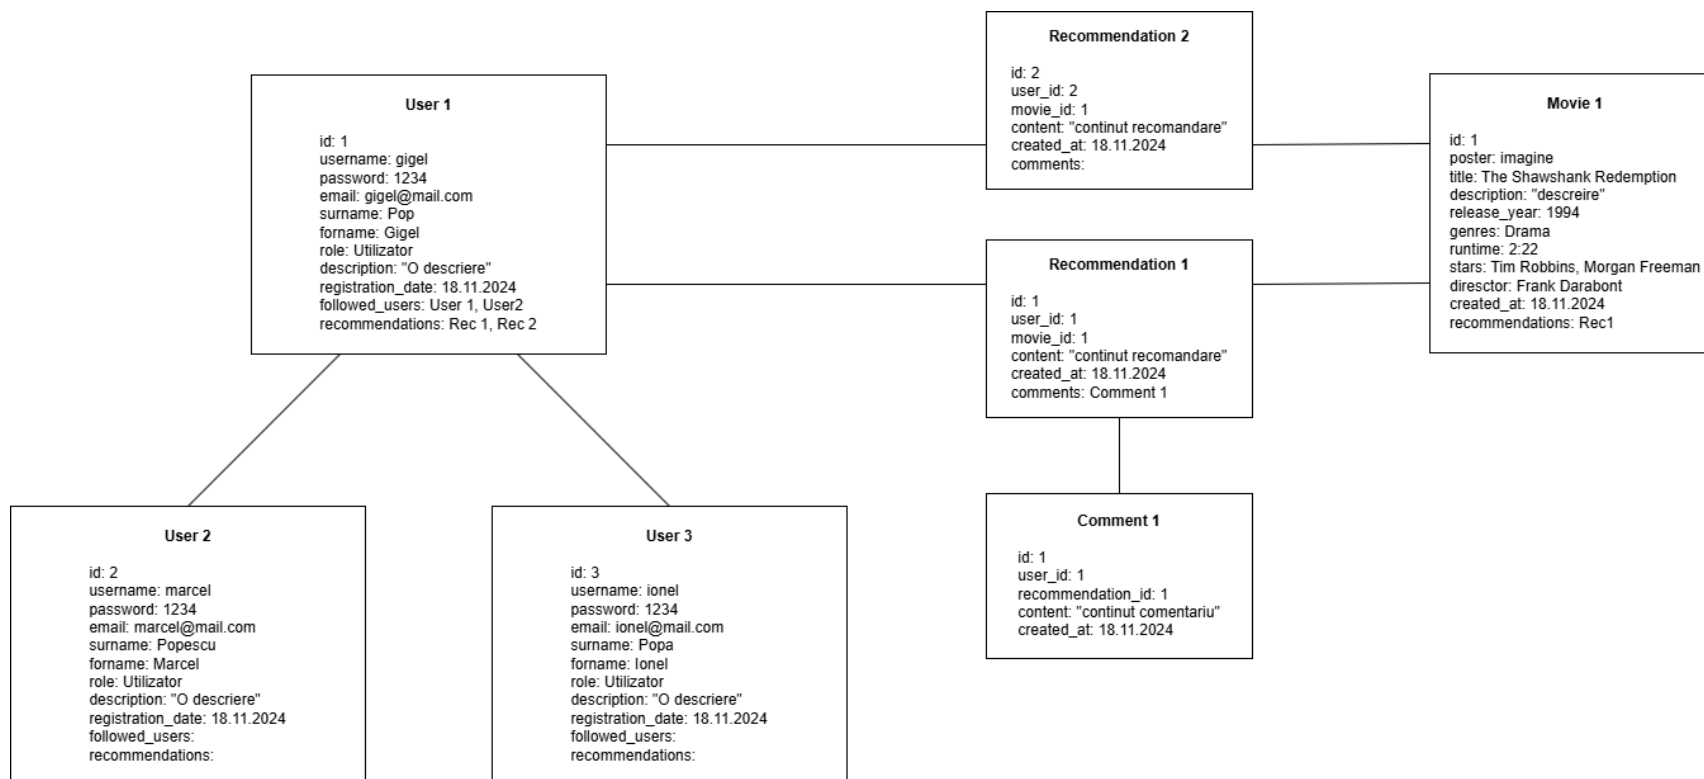 User 1
id: 1
username: gigel
password: 1234
email: gigel@mail.com
surname: Pop
forname: Gigel
role: Utilizator
description: "O descriere"
registration_date: 18.11.2024
followed_users: User 1, User2
recommendations: Rec 1, Rec 2
Recommendation 2
id: 2
user_id: 2
movie_id: 1
content: "continut recomandare"
created_at: 18.11.2024
comments:
Movie 1
id: 1
poster: imagine
title: The Shawshank Redemption
description: "descreire"
release_year: 1994
genres: Drama
runtime: 2:22
stars: Tim Robbins, Morgan Freeman
diresctor: Frank Darabont
created_at: 18.11.2024
recommendations: Rec1
Recommendation 1
id: 1
user_id: 1
movie_id: 1
content: "continut recomandare"
created_at: 18.11.2024
comments: Comment 1
User 2
id: 2
username: marcel
password: 1234
email: marcel@mail.com
surname: Popescu
forname: Marcel
role: Utilizator
description: "O descriere"
registration_date: 18.11.2024
followed_users:
recommendations:
User 3
id: 3
username: ionel
password: 1234
email: ionel@mail.com
surname: Popa
forname: Ionel
role: Utilizator
description: "O descriere"
registration_date: 18.11.2024
followed_users:
recommendations:
Comment 1
id: 1
user_id: 1
recommendation_id: 1
content: "continut comentariu"
created_at: 18.11.2024